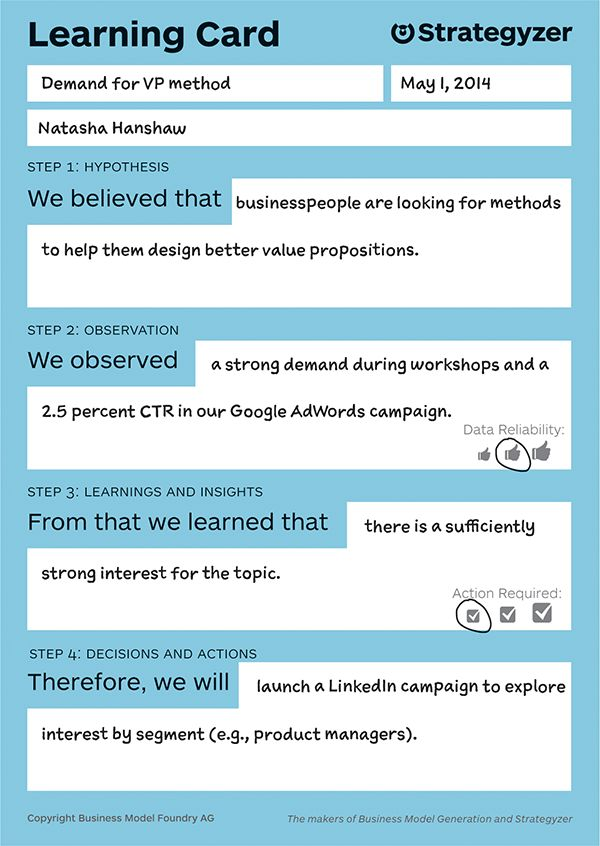 Learning Card
Strategyzer
Demand for VP method
May 1, 2014
Natasha Hanshaw
STEP 1: HYPOTHESIS
We believed that businesspeople are looking for methods
to help them design better value propositions.
STEP 2: OBSERVATION
We observed a strong demand during workshops and a
2.5 percent CTR in our Google AdWords campaign.
Data Reliability:
STEP 3: LEARNINGS AND INSIGHTS
From that we learned that there is a sufficiently
strong interest for the topic.
Action Required:
STEP 4: DECISIONS AND ACTIONS
Therefore, we will launch a LinkedIn campaign to explore
interest by segment (e.g., product managers).
Copyright Business Model Foundry AG
The makers of Business Model Generation and Strategyzer